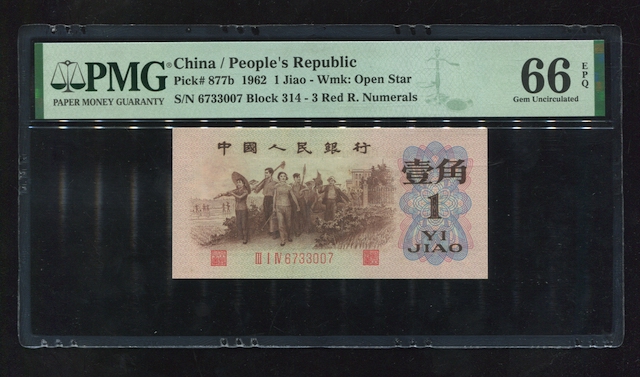 PMG
PAPER MONEY GUARANTY
China / People's Republic
Pick# 877b 1962 1 Jiao - Wmk: Open Star
S/N 6733007 Block 314 - 3 Red R. Numerals
66 EPQ
Gem Uncirculated
中國人民銀行
壹角
1
YI
JIAO
III I IV 6733007